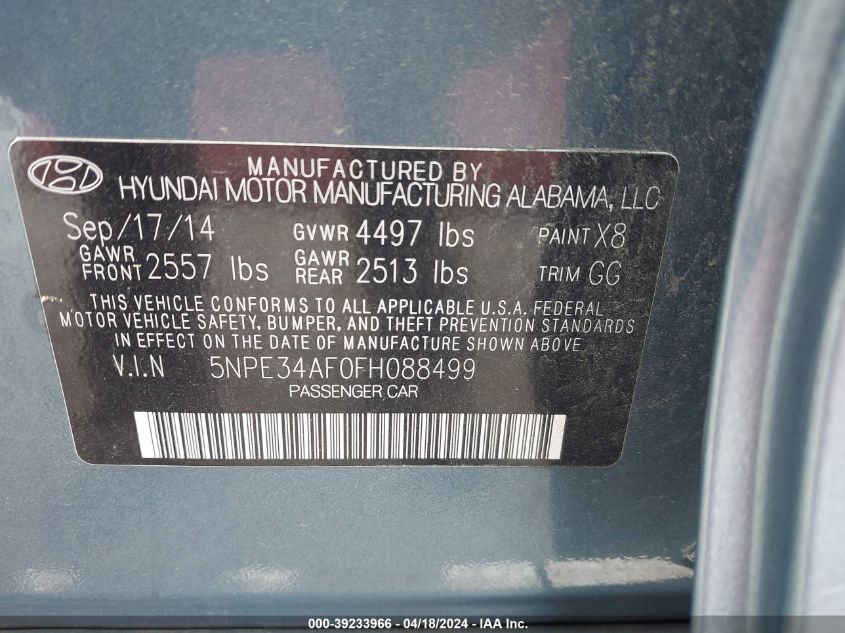 MANUFACTURED BY
HYUNDAI MOTOR MANUFACTURING ALABAMA, LLC
Sep/17/14 GVWR 4497 lbs PAINT X8
GAWR FRONT 2557 lbs GAWR REAR 2513 lbs TRIM GG
THIS VEHICLE CONFORMS TO ALL APPLICABLE U.S.A. FEDERAL
MOTOR VEHICLE SAFETY, BUMPER, AND THEFT PREVENTION STANDARDS
IN EFFECT ON THE DATE OF MANUFACTURE SHOWN ABOVE.
V.I.N 5NPE34AF0FH088499
PASSENGER CAR
000-39233966 - 04/18/2024 - IAA Inc.